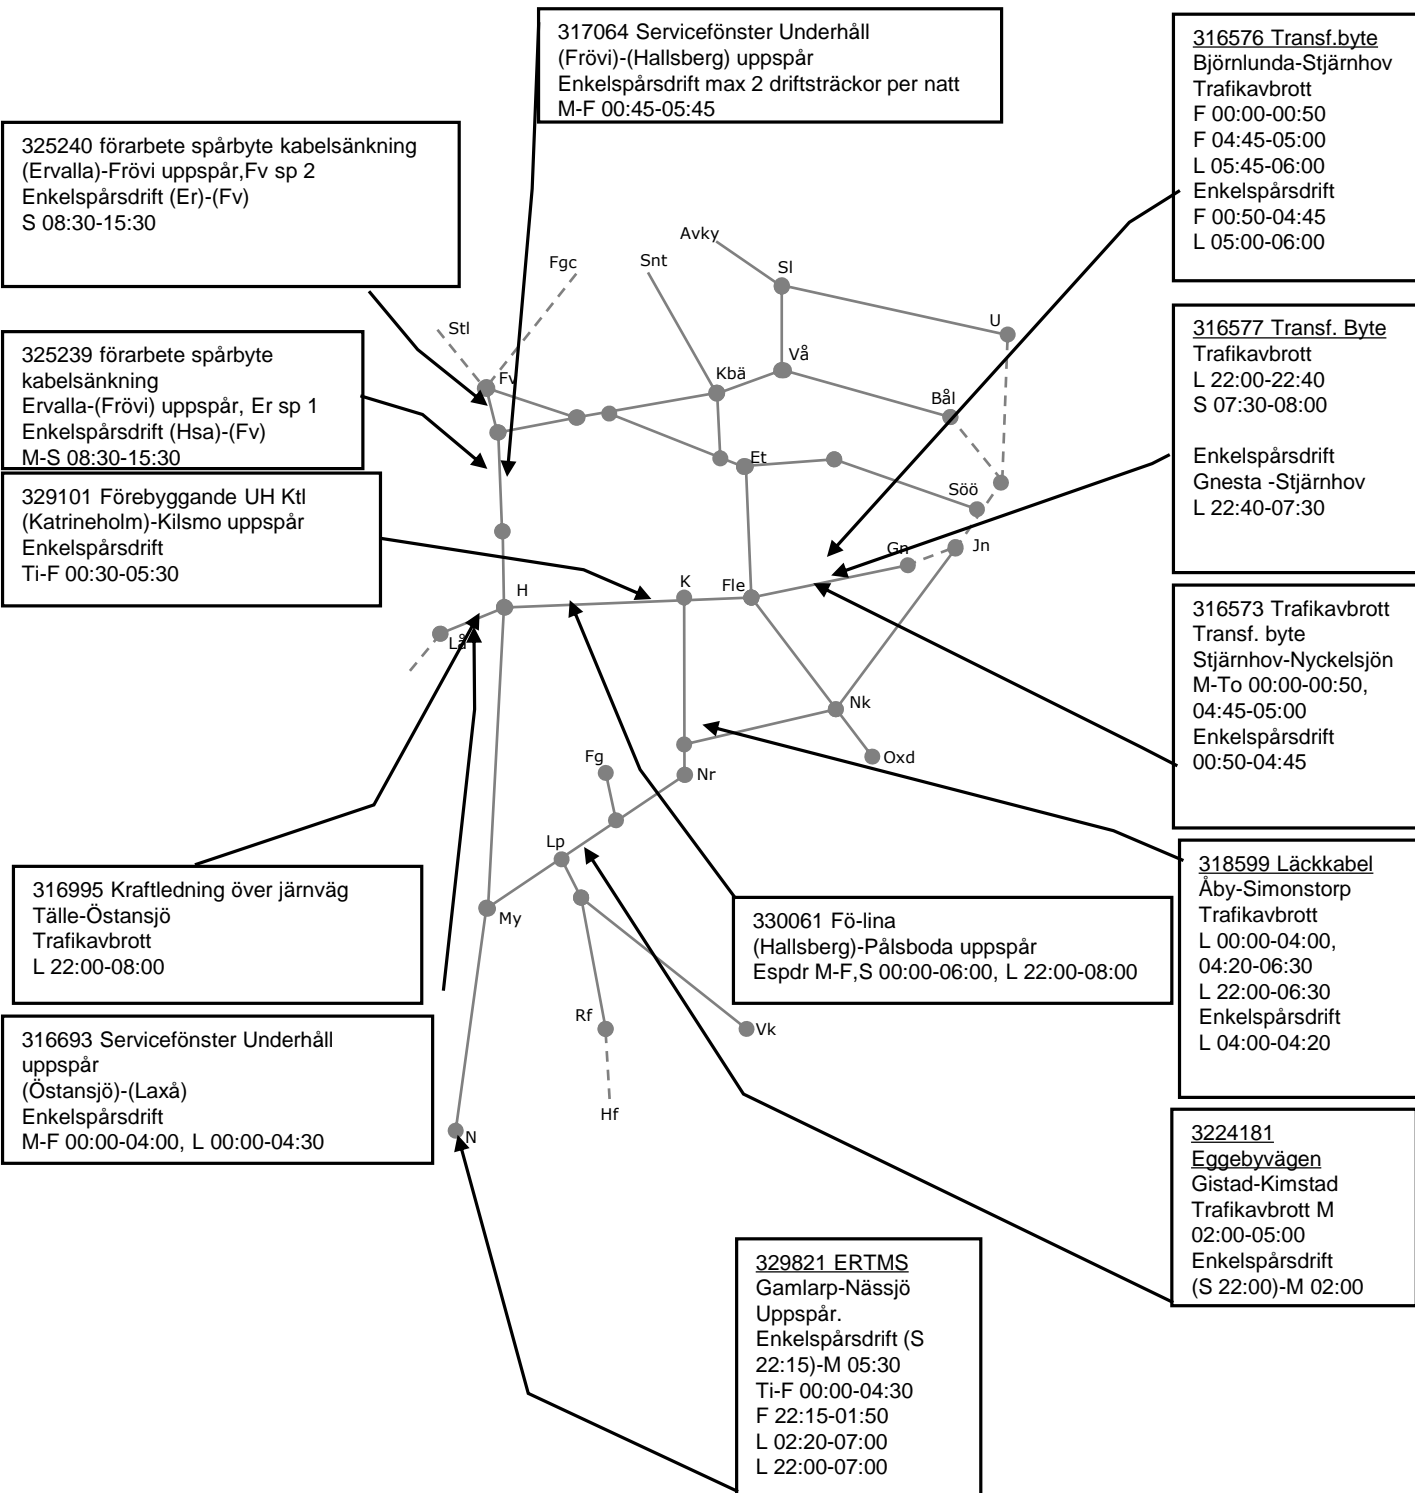 317064 Servicefönster Underhåll
(Frövi)-(Hallsberg) uppspår
Enkelspårsdrift max 2 driftsträckor per natt
M-F 00:45-05:45
316576 Transf.byte
Björnlunda-Stjärnhov
Trafikavbrott
F 00:00-00:50
F 04:45-05:00
L 05:45-06:00
Enkelspårsdrift
F 00:50-04:45
L 05:00-06:00
325240 förarbete spårbyte kabelsänkning
(Ervalla)-Frövi uppspår,Fv sp 2
Enkelspårsdrift (Er)-(Fv)
S 08:30-15:30
325239 förarbete spårbyte
kabelsänkning
Ervalla-(Frövi) uppspår, Er sp 1
Enkelspårsdrift (Hsa)-(Fv)
M-S 08:30-15:30
329101 Förebyggande UH Ktl
(Katrineholm)-Kilsmo uppspår
Enkelspårsdrift
Ti-F 00:30-05:30
316577 Transf. Byte
Trafikavbrott
L 22:00-22:40
S 07:30-08:00
Enkelspårsdrift
Gnesta -Stjärnhov
L 22:40-07:30
316573 Trafikavbrott
Transf. byte
Stjärnhov-Nyckelsjön
M-To 00:00-00:50,
04:45-05:00
Enkelspårsdrift
00:50-04:45
Avky
Snt
Fgc
Sl
U
Stl
Vå
Kbä
Fv
Bål
Et
Söö
Gn
Jn
K
Fle
H
Lå
Nk
Oxd
Fg
Nr
Lp
My
Rf
Vk
Hf
N
316995 Kraftledning över järnväg
Tälle-Östansjö
Trafikavbrott
L 22:00-08:00
316693 Servicefönster Underhåll
uppspår
(Östansjö)-(Laxå)
Enkelspårsdrift
M-F 00:00-04:00, L 00:00-04:30
330061 Fö-lina
(Hallsberg)-Pålsboda uppspår
Espdr M-F,S 00:00-06:00, L 22:00-08:00
318599 Läckkabel
Åby-Simonstorp
Trafikavbrott
L 00:00-04:00,
04:20-06:30
L 22:00-06:30
Enkelspårsdrift
L 04:00-04:20
3224181
Eggebyvägen
Gistad-Kimstad
Trafikavbrott M
02:00-05:00
Enkelspårsdrift
(S 22:00)-M 02:00
329821 ERTMS
Gamlarp-Nässjö
Uppspår.
Enkelspårsdrift (S
22:15)-M 05:30
Ti-F 00:00-04:30
F 22:15-01:50
L 02:20-07:00
L 22:00-07:00